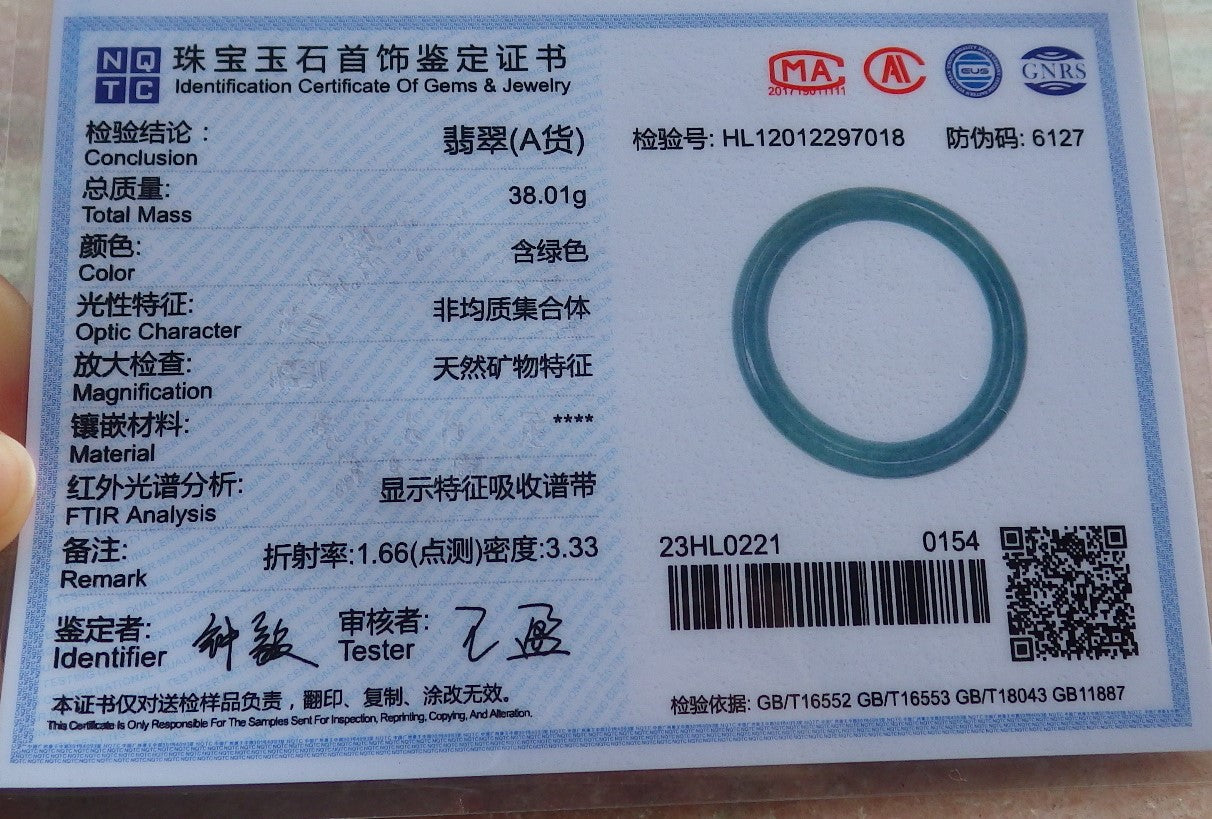 NQ
TC
珠宝玉石首饰鉴定证书
Identification Certificate Of Gems & Jewelry
MA
201719011111
GUS
GNRS
检验结论：
翡翠(A货)
Conclusion
检验号: HL12012297018 防伪码: 6127
总质量:
38.01g
Total Mass
颜色:
含绿色
Color
光性特征:
非均质集合体
Optic Character
放大检查:
天然矿物特征
Magnification
镶嵌材料:
****
Material
红外光谱分析:
显示特征吸收谱带
FTIR Analysis
备注:
折射率:1.66(点测)密度:3.33
Remark
23HL0221 0154
鉴定者:
Identifier
审核者:
Tester
本证书仅对送检样品负责，翻印、复制、涂改无效。
This Certificate Is Only Responsible For The Samples Sent For Inspection, Reprinting, Copying, And Alteration.
检验依据: GB/T16552 GB/T16553 GB/T18043 GB11887